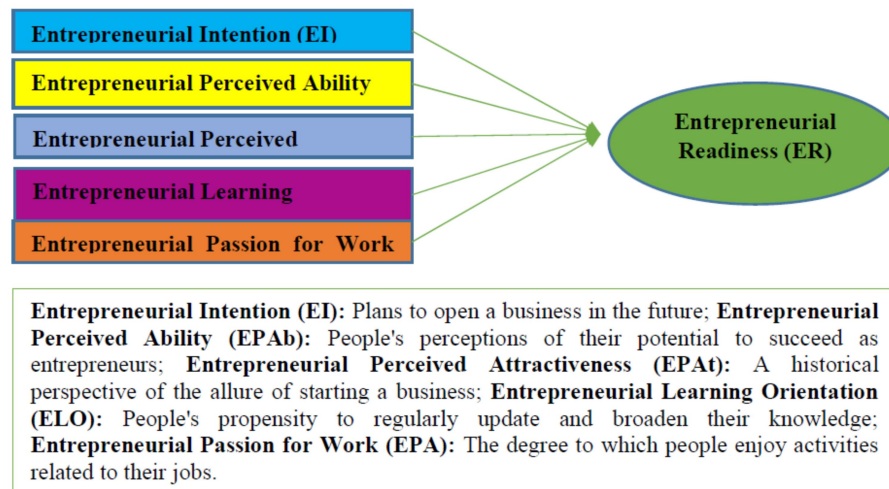 Entrepreneurial Intention (EI)
Entrepreneurial Perceived Ability
Entrepreneurial Perceived
Entrepreneurial Learning
Entrepreneurial Passion for Work
Entrepreneurial
Readiness (ER)
Entrepreneurial Intention (EI): Plans to open a business in the future; Entrepreneurial
Perceived Ability (EPAb): People's perceptions of their potential to succeed as
entrepreneurs; Entrepreneurial Perceived Attractiveness (EPAt): A historical
perspective of the allure of starting a business; Entrepreneurial Learning Orientation
(ELO): People's propensity to regularly update and broaden their knowledge;
Entrepreneurial Passion for Work (EPA): The degree to which people enjoy activities
related to their jobs.